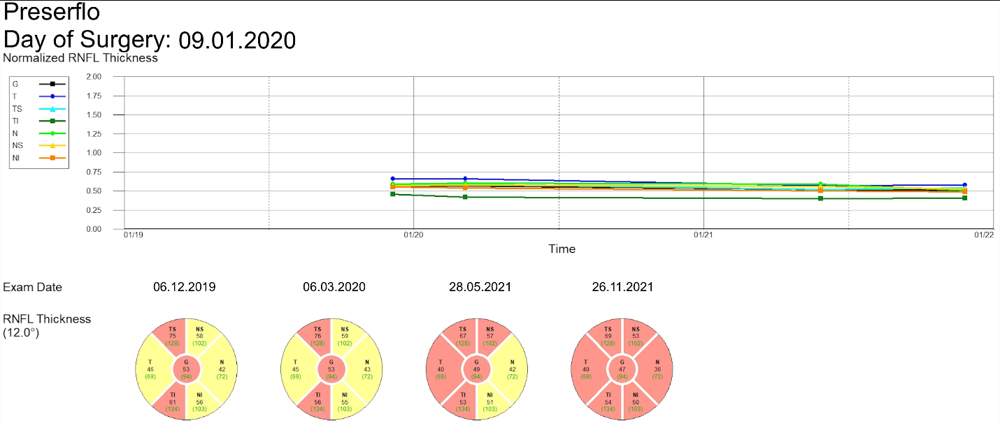 Preserflo
Day of Surgery: 09.01.2020
Normalized RNFL Thickness
G
T
TS
TI
N
NS
NI
2.00
1.75
1.50
1.25
1.00
0.75
0.50
0.25
0.00
01/19 01/20 01/21 01/22
Time
Exam Date 06.12.2019 06.03.2020 28.05.2021 26.11.2021
RNFL Thickness
(12.0°)
TS NS
75 58
(128) (102)
T G N
46 53 42
(69) (94) (72)
TI NI
61 56
(134) (103)
TS NS
76 59
(128) (102)
T G N
45 53 43
(69) (94) (72)
TI NI
56 55
(134) (103)
TS NS
67 57
(128) (102)
T G N
40 49 42
(69) (94) (72)
TI NI
53 51
(134) (103)
TS NS
69 53
(128) (102)
T G N
40 47 36
(69) (94) (72)
TI NI
54 50
(134) (103)